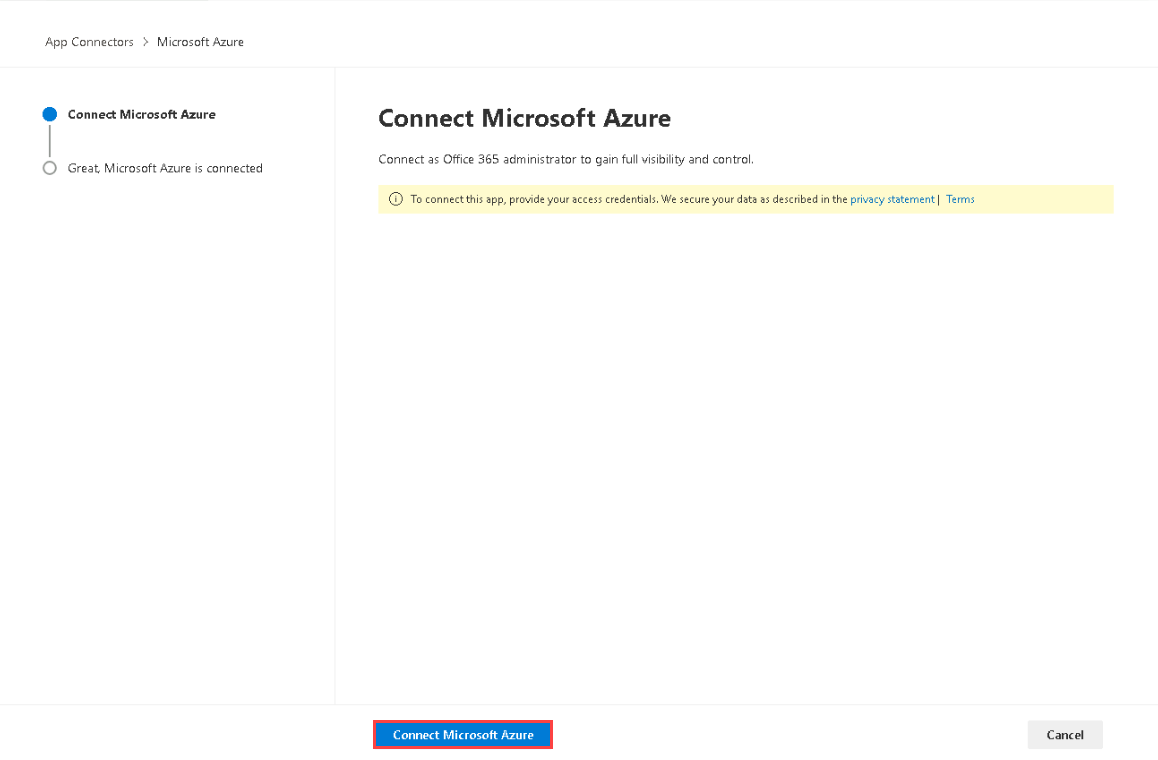 App Connectors > Microsoft Azure
Connect Microsoft Azure
Great, Microsoft Azure is connected
Connect Microsoft Azure
Connect as Office 365 administrator to gain full visibility and control.
To connect this app, provide your access credentials. We secure your data as described in the privacy statement | Terms
Connect Microsoft Azure
Cancel